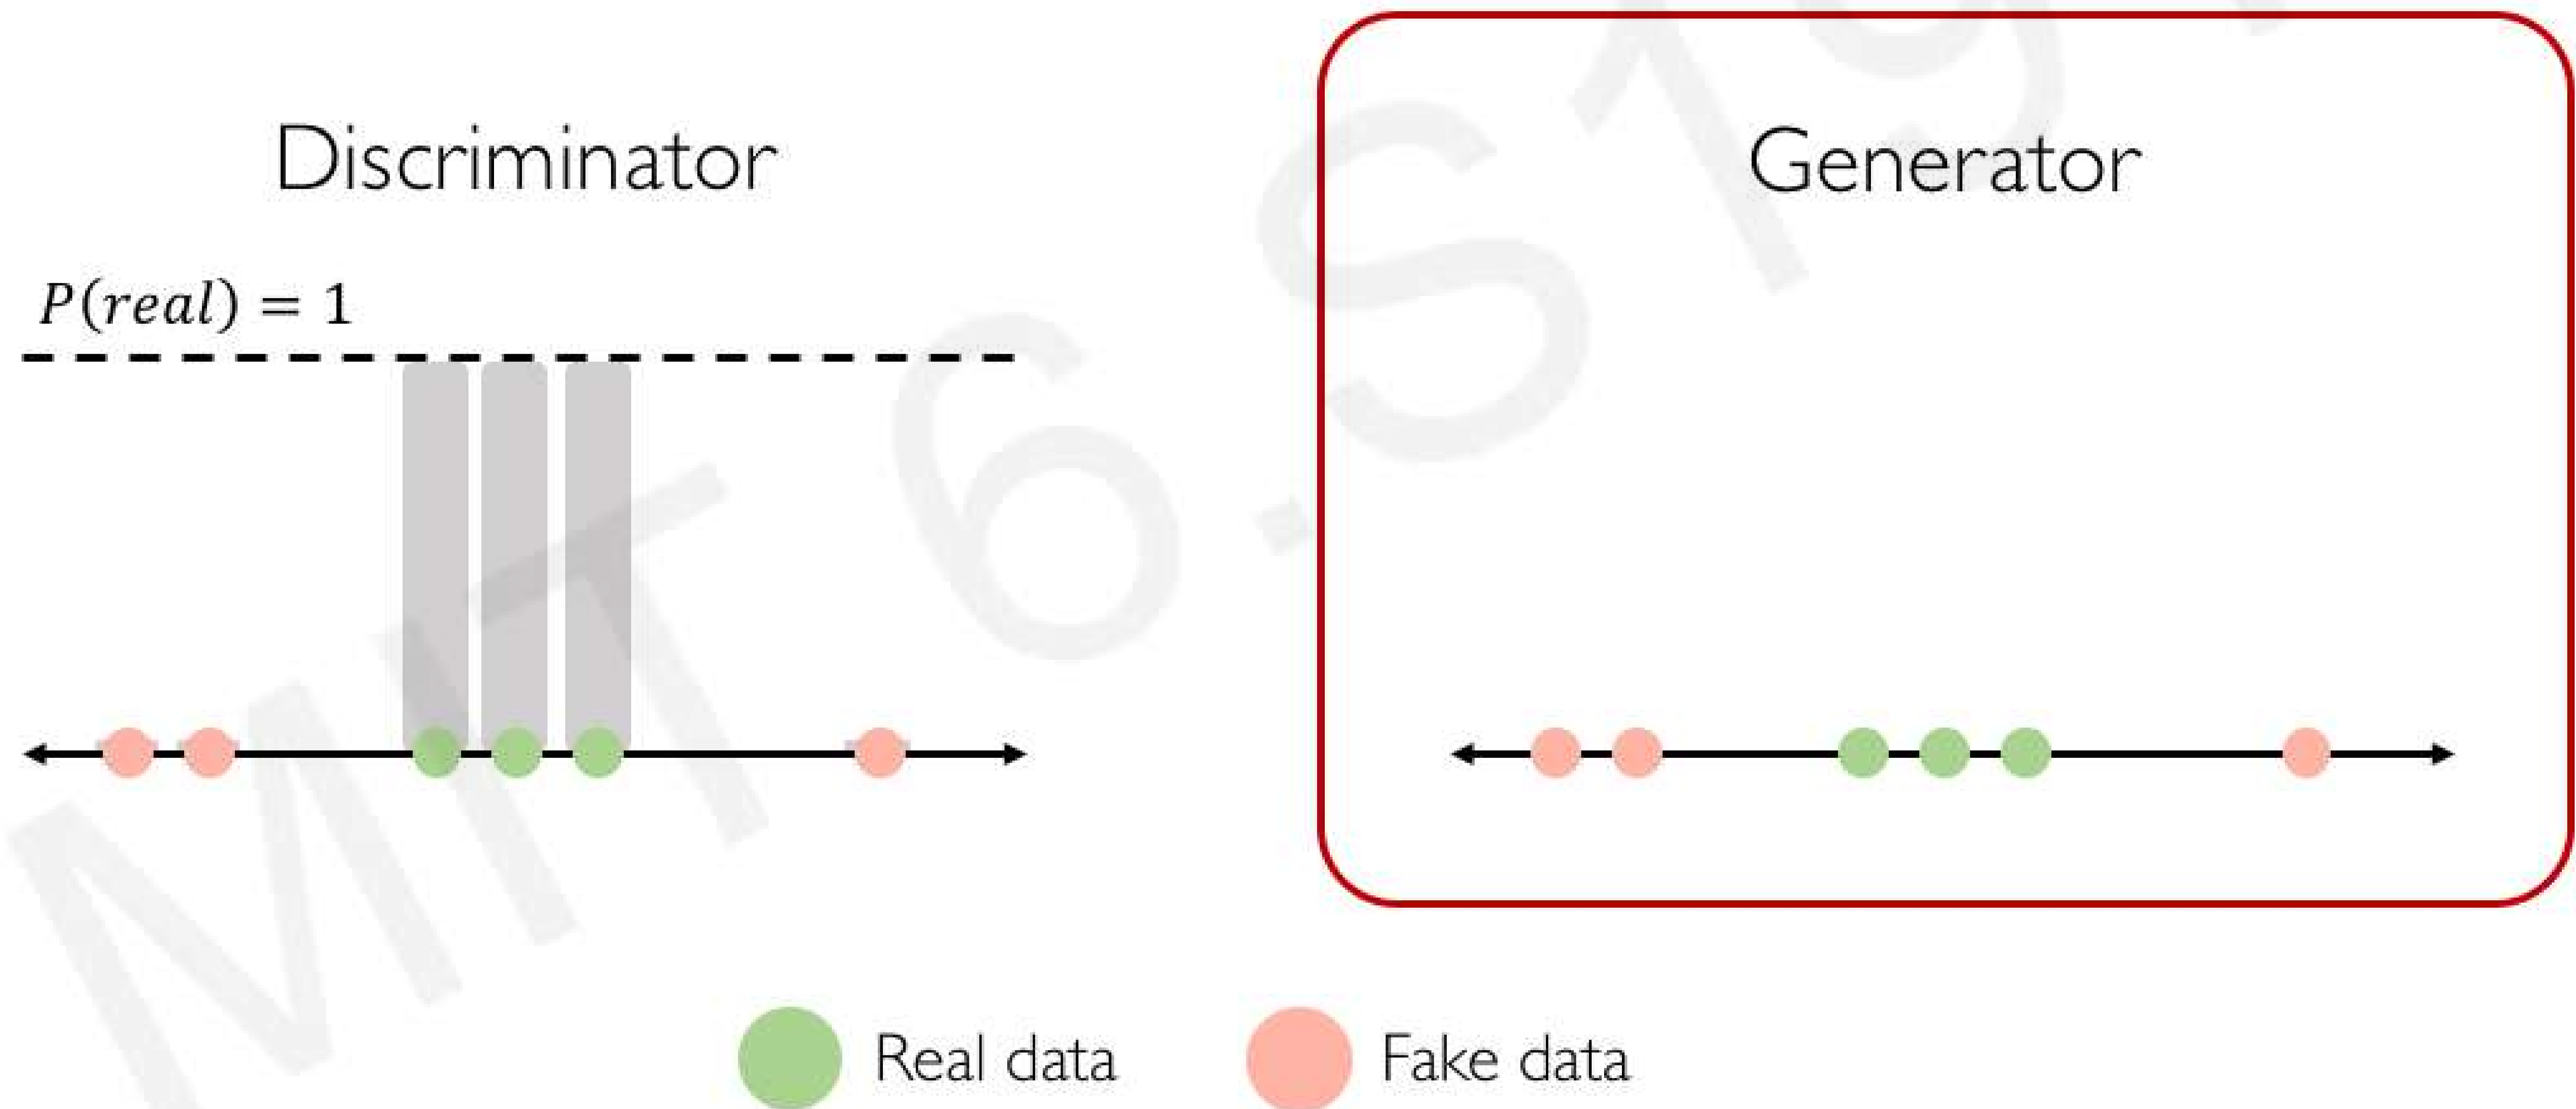 Discriminator
P(real) = 1
Generator
Real data
Fake data
MIT 6.S19